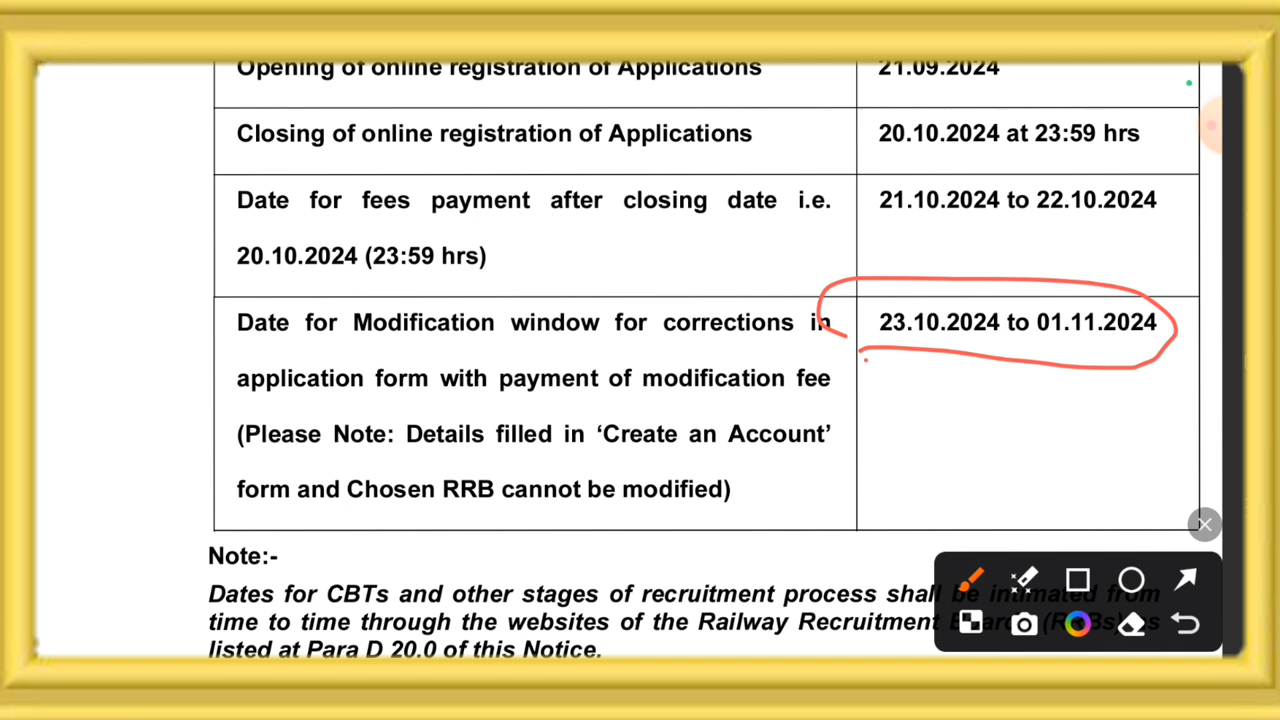 Opening of online registration of Applications 21.09.2024
Closing of online registration of Applications 20.10.2024 at 23:59 hrs
Date for fees payment after closing date i.e. 21.10.2024 to 22.10.2024
20.10.2024 (23:59 hrs)
Date for Modification window for corrections in 23.10.2024 to 01.11.2024
application form with payment of modification fee
(Please Note: Details filled in ‘Create an Account’
form and Chosen RRB cannot be modified)
Note:-
Dates for CBTs and other stages of recruitment process shall be intimated from
time to time through the websites of the Railway Recruitment
listed at Para D 20.0 of this Notice.